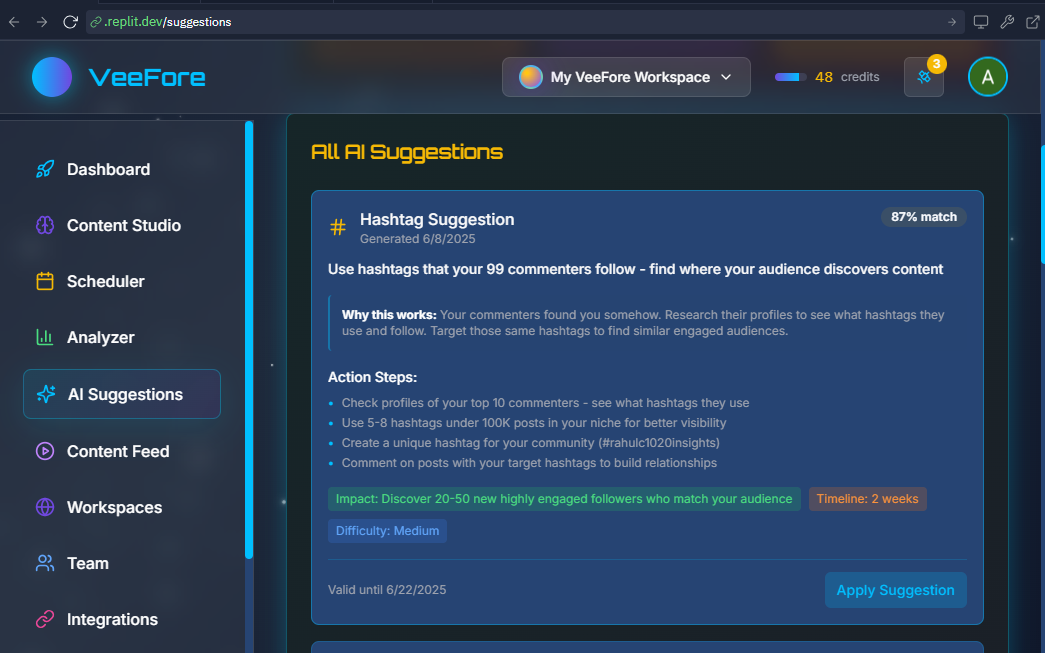 .replit.dev/suggestions
VeeFore
My VeeFore Workspace
48 credits
3
A
Dashboard
Content Studio
Scheduler
Analyzer
AI Suggestions
Content Feed
Workspaces
Team
Integrations
All AI Suggestions
Hashtag Suggestion
87% match
Generated 6/8/2025
Use hashtags that your 99 commenters follow - find where your audience discovers content
Why this works: Your commenters found you somehow. Research their profiles to see what hashtags they
use and follow. Target those same hashtags to find similar engaged audiences.
Action Steps:
• Check profiles of your top 10 commenters - see what hashtags they use
• Use 5-8 hashtags under 100K posts in your niche for better visibility
• Create a unique hashtag for your community (#rahulc1020insights)
• Comment on posts with your target hashtags to build relationships
Impact: Discover 20-50 new highly engaged followers who match your audience
Timeline: 2 weeks
Difficulty: Medium
Valid until 6/22/2025
Apply Suggestion